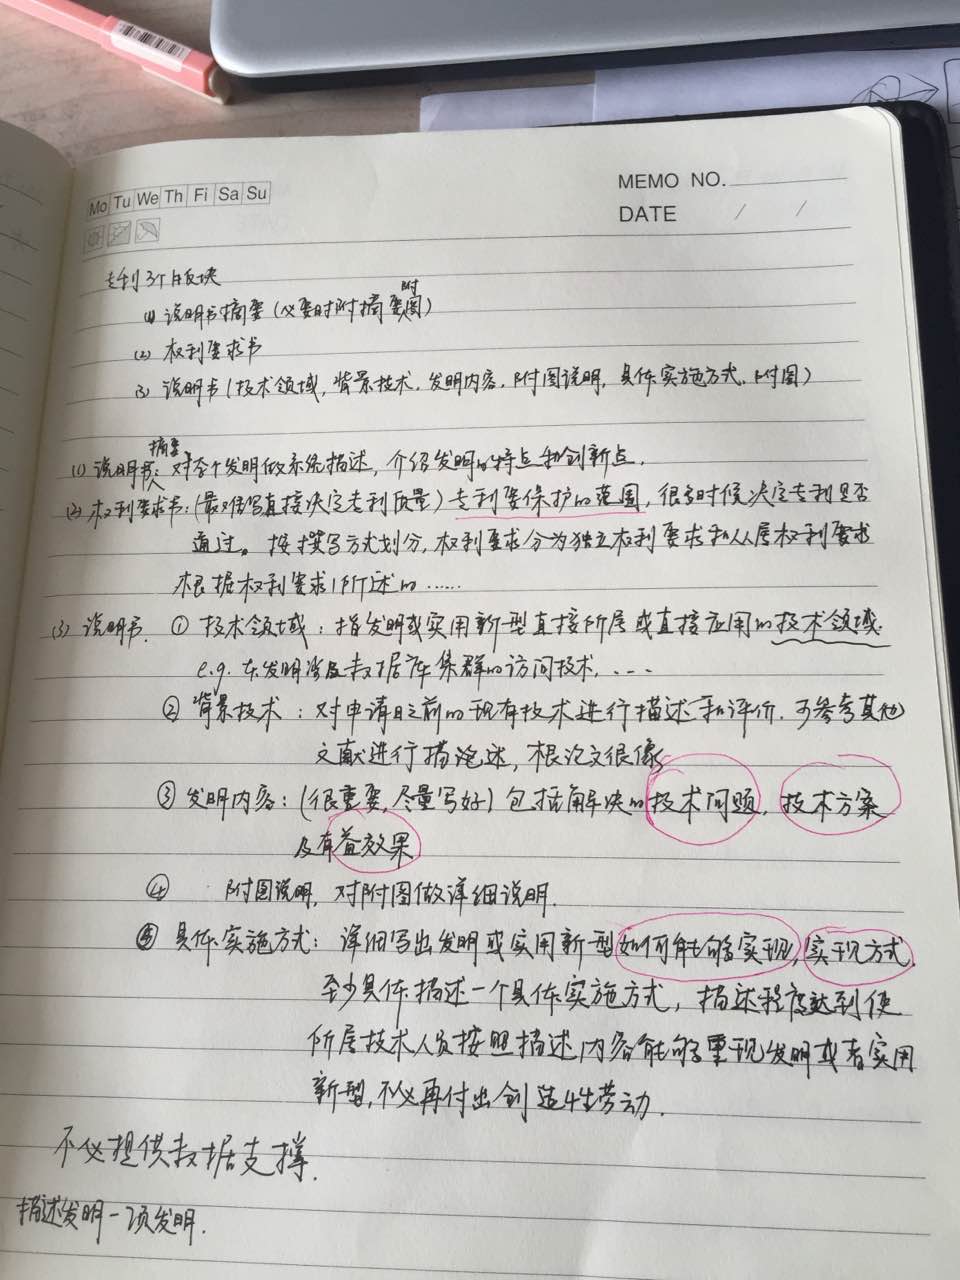 Mo Tu We Th Fi Sa Su
MEMO NO.
DATE / /
专利3个板块
(1) 说明书摘要(必要时附摘要附图)
(2) 权利要求书
(3) 说明书(技术领域,背景技术,发明内容,附图说明,具体实施方式、附图)
(1) 说明书摘要:对整个发明做系统描述,介绍发明的特点和创新点.
(2) 权利要求书:(最难写直接决定专利质量)专利要保护的范围,很多时候决定专利是否
通过。按撰写方式划分,权利要求分为独立权利要求和从属权利要求
根据权利要求1所述的……
(3) 说明书. ① 技术领域:指发明或实用新型直接所属或直接应用的技术领域.
e.g. 本发明涉及数据库集群的访问技术....
② 背景技术:对申请日之前的现有技术进行描述和评价.可参考其他
文献进行描述,根论文很像
③ 发明内容:(很重要,尽量写好)包括解决的技术问题,技术方案
及有益效果
④ 附图说明,对附图做详细说明.
⑤ 具体实施方式:详细写出发明或实用新型如何能够实现,实现方式.
至少具体描述一个具体实施方式,描述程度达到使
所属技术人员按照描述内容能够重现发明或者实用
新型,不必再付出创造性劳动.
不必提供数据支撑.
描述发明一项发明.